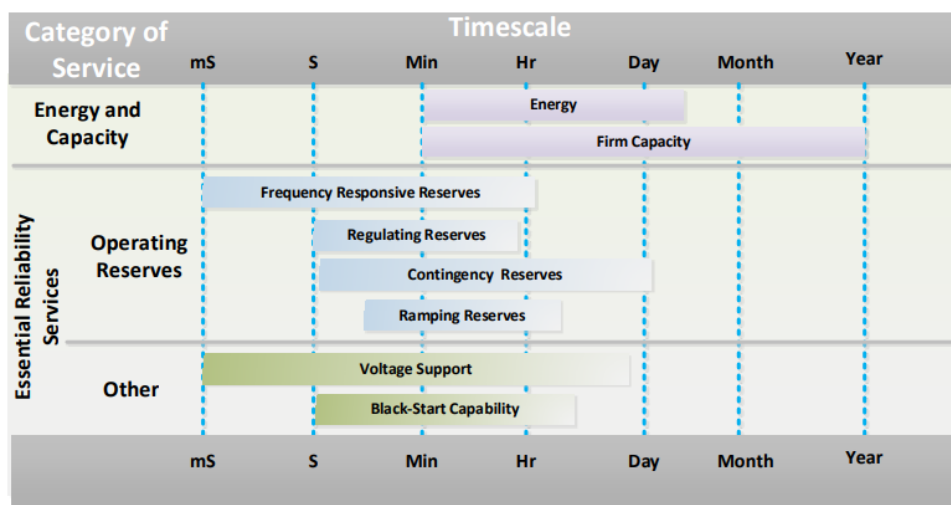 Category of
Service
Timescale
mS S Min Hr Day Month Year
Energy and
Capacity
Energy
Firm Capacity
Essential Reliability
Services
Operating
Reserves
Frequency Responsive Reserves
Regulating Reserves
Contingency Reserves
Ramping Reserves
Other
Voltage Support
Black-Start Capability
mS S Min Hr Day Month Year